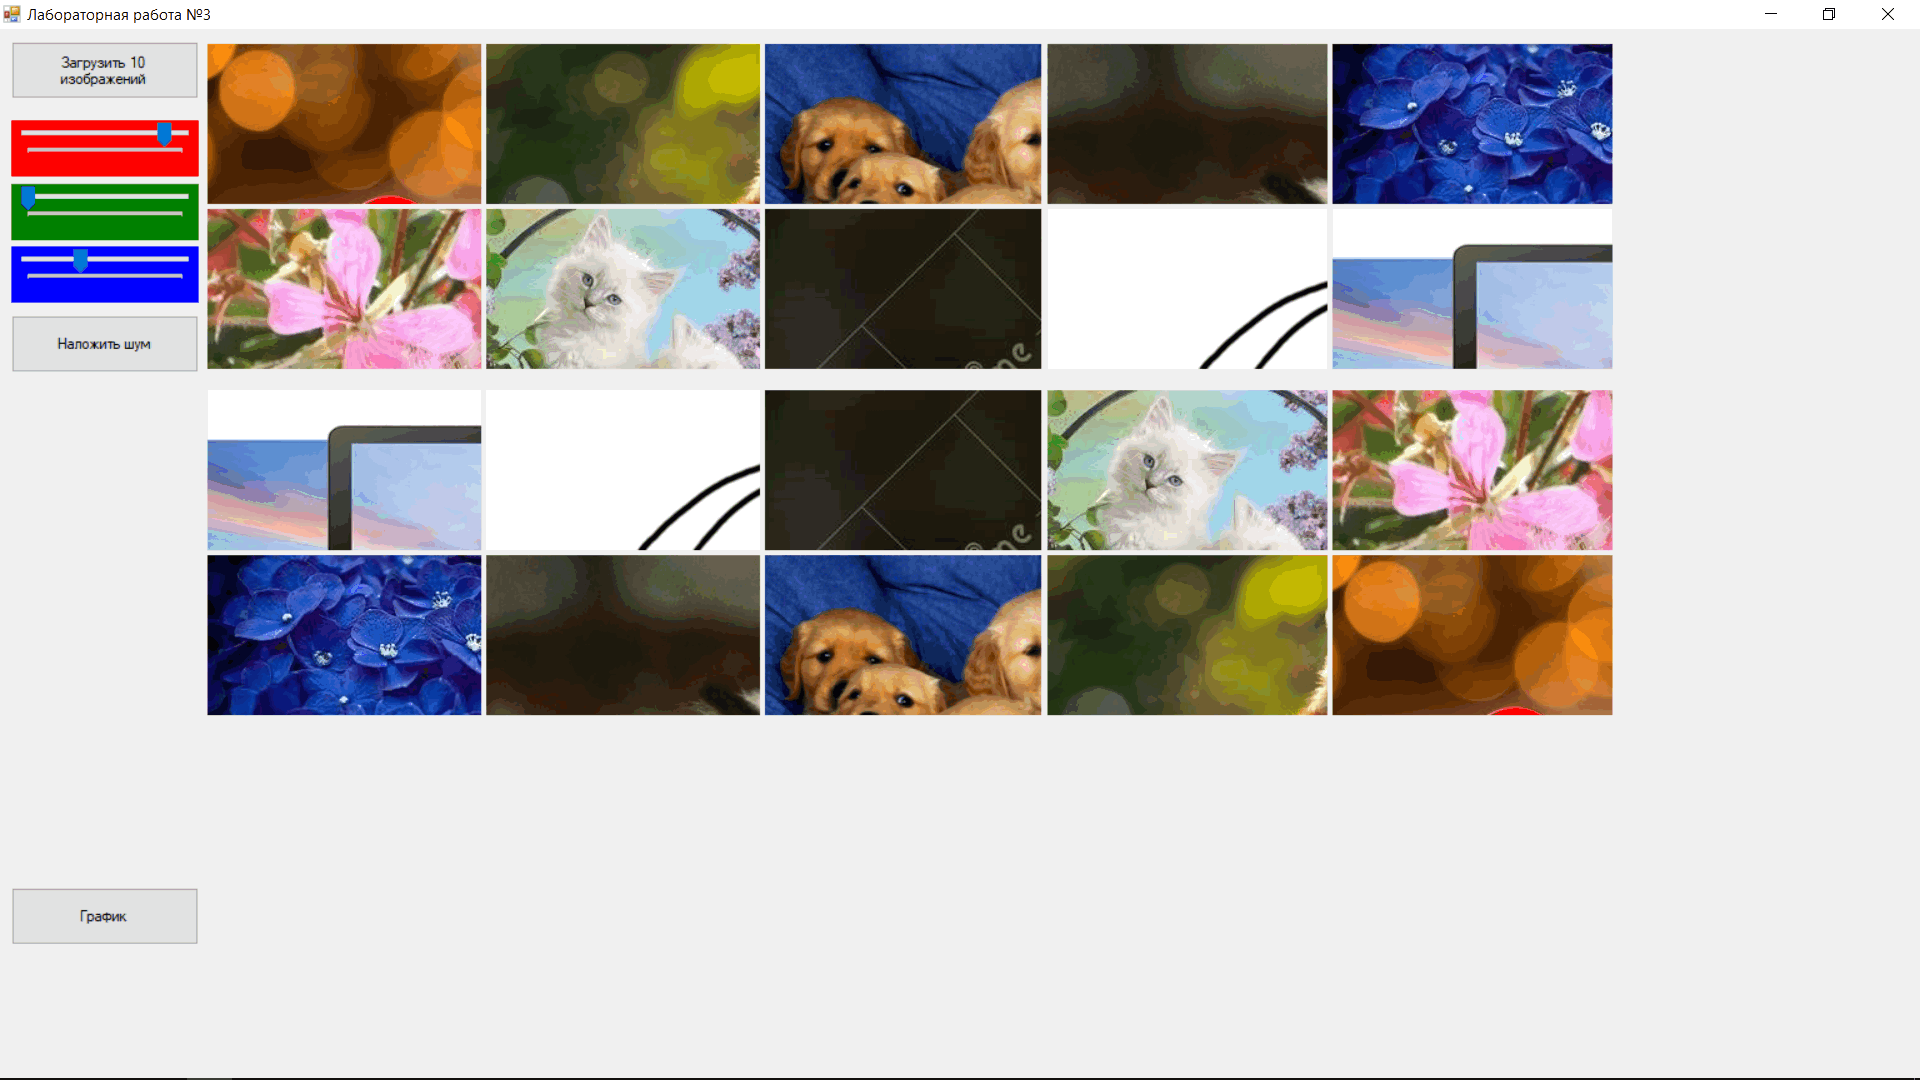 Лабораторная работа №3
Загрузить 10
изображений
Наложить шум
График